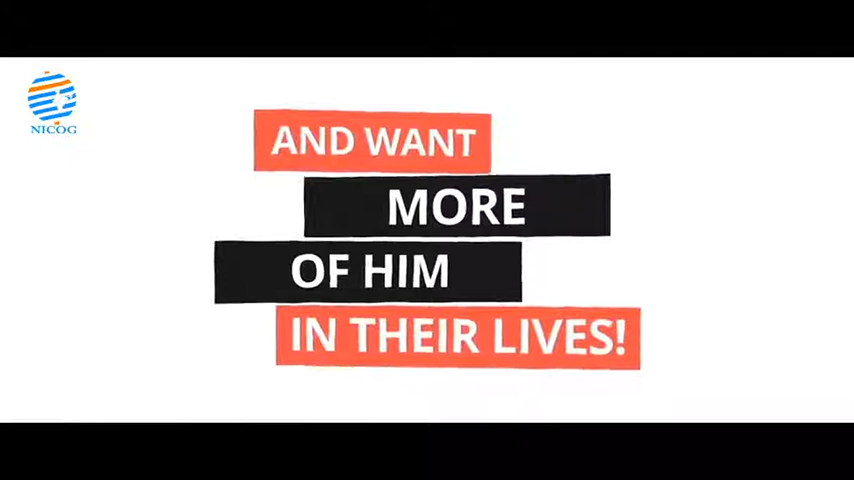 NICOG
AND WANT
MORE
OF HIM
IN THEIR LIVES!